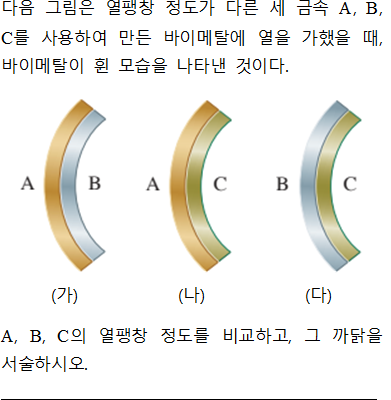 다음 그림은 열팽창 정도가 다른 세 금속 A, B,
C를 사용하여 만든 바이메탈에 열을 가했을 때,
바이메탈이 휜 모습을 나타낸 것이다.
A B A C B C
(가) (나) (다)
A, B, C의 열팽창 정도를 비교하고, 그 까닭을
서술하시오.